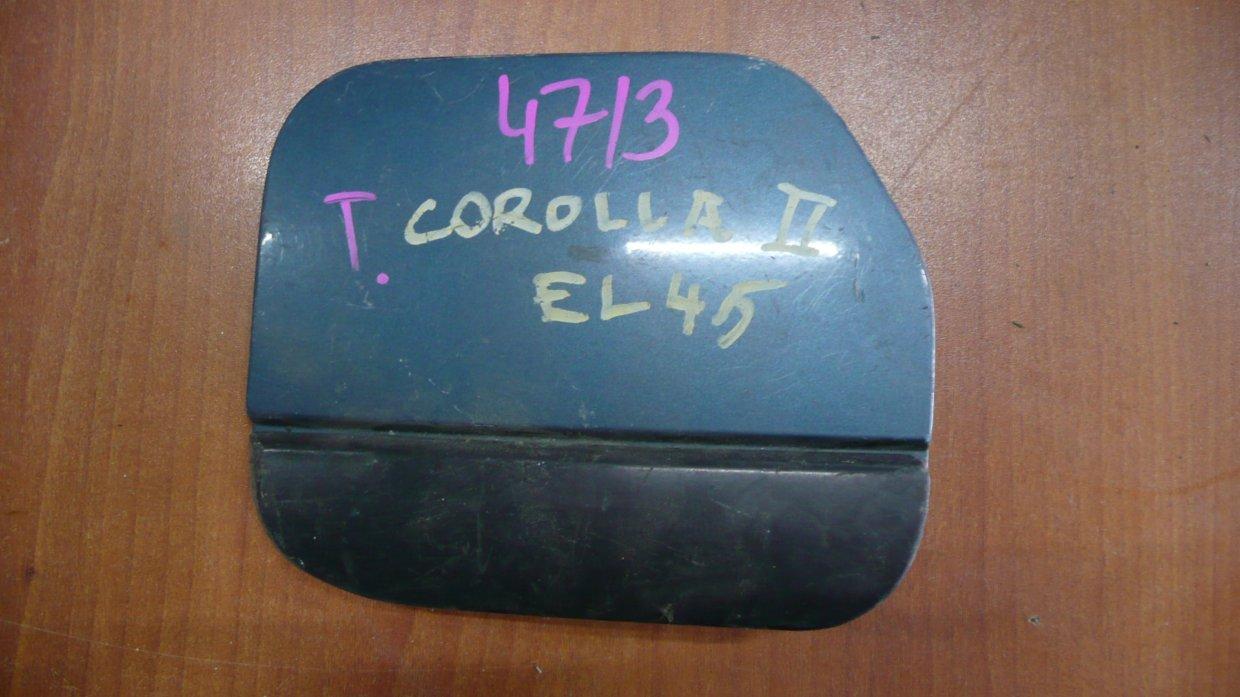 47/3
T. COROLLA II
EL45